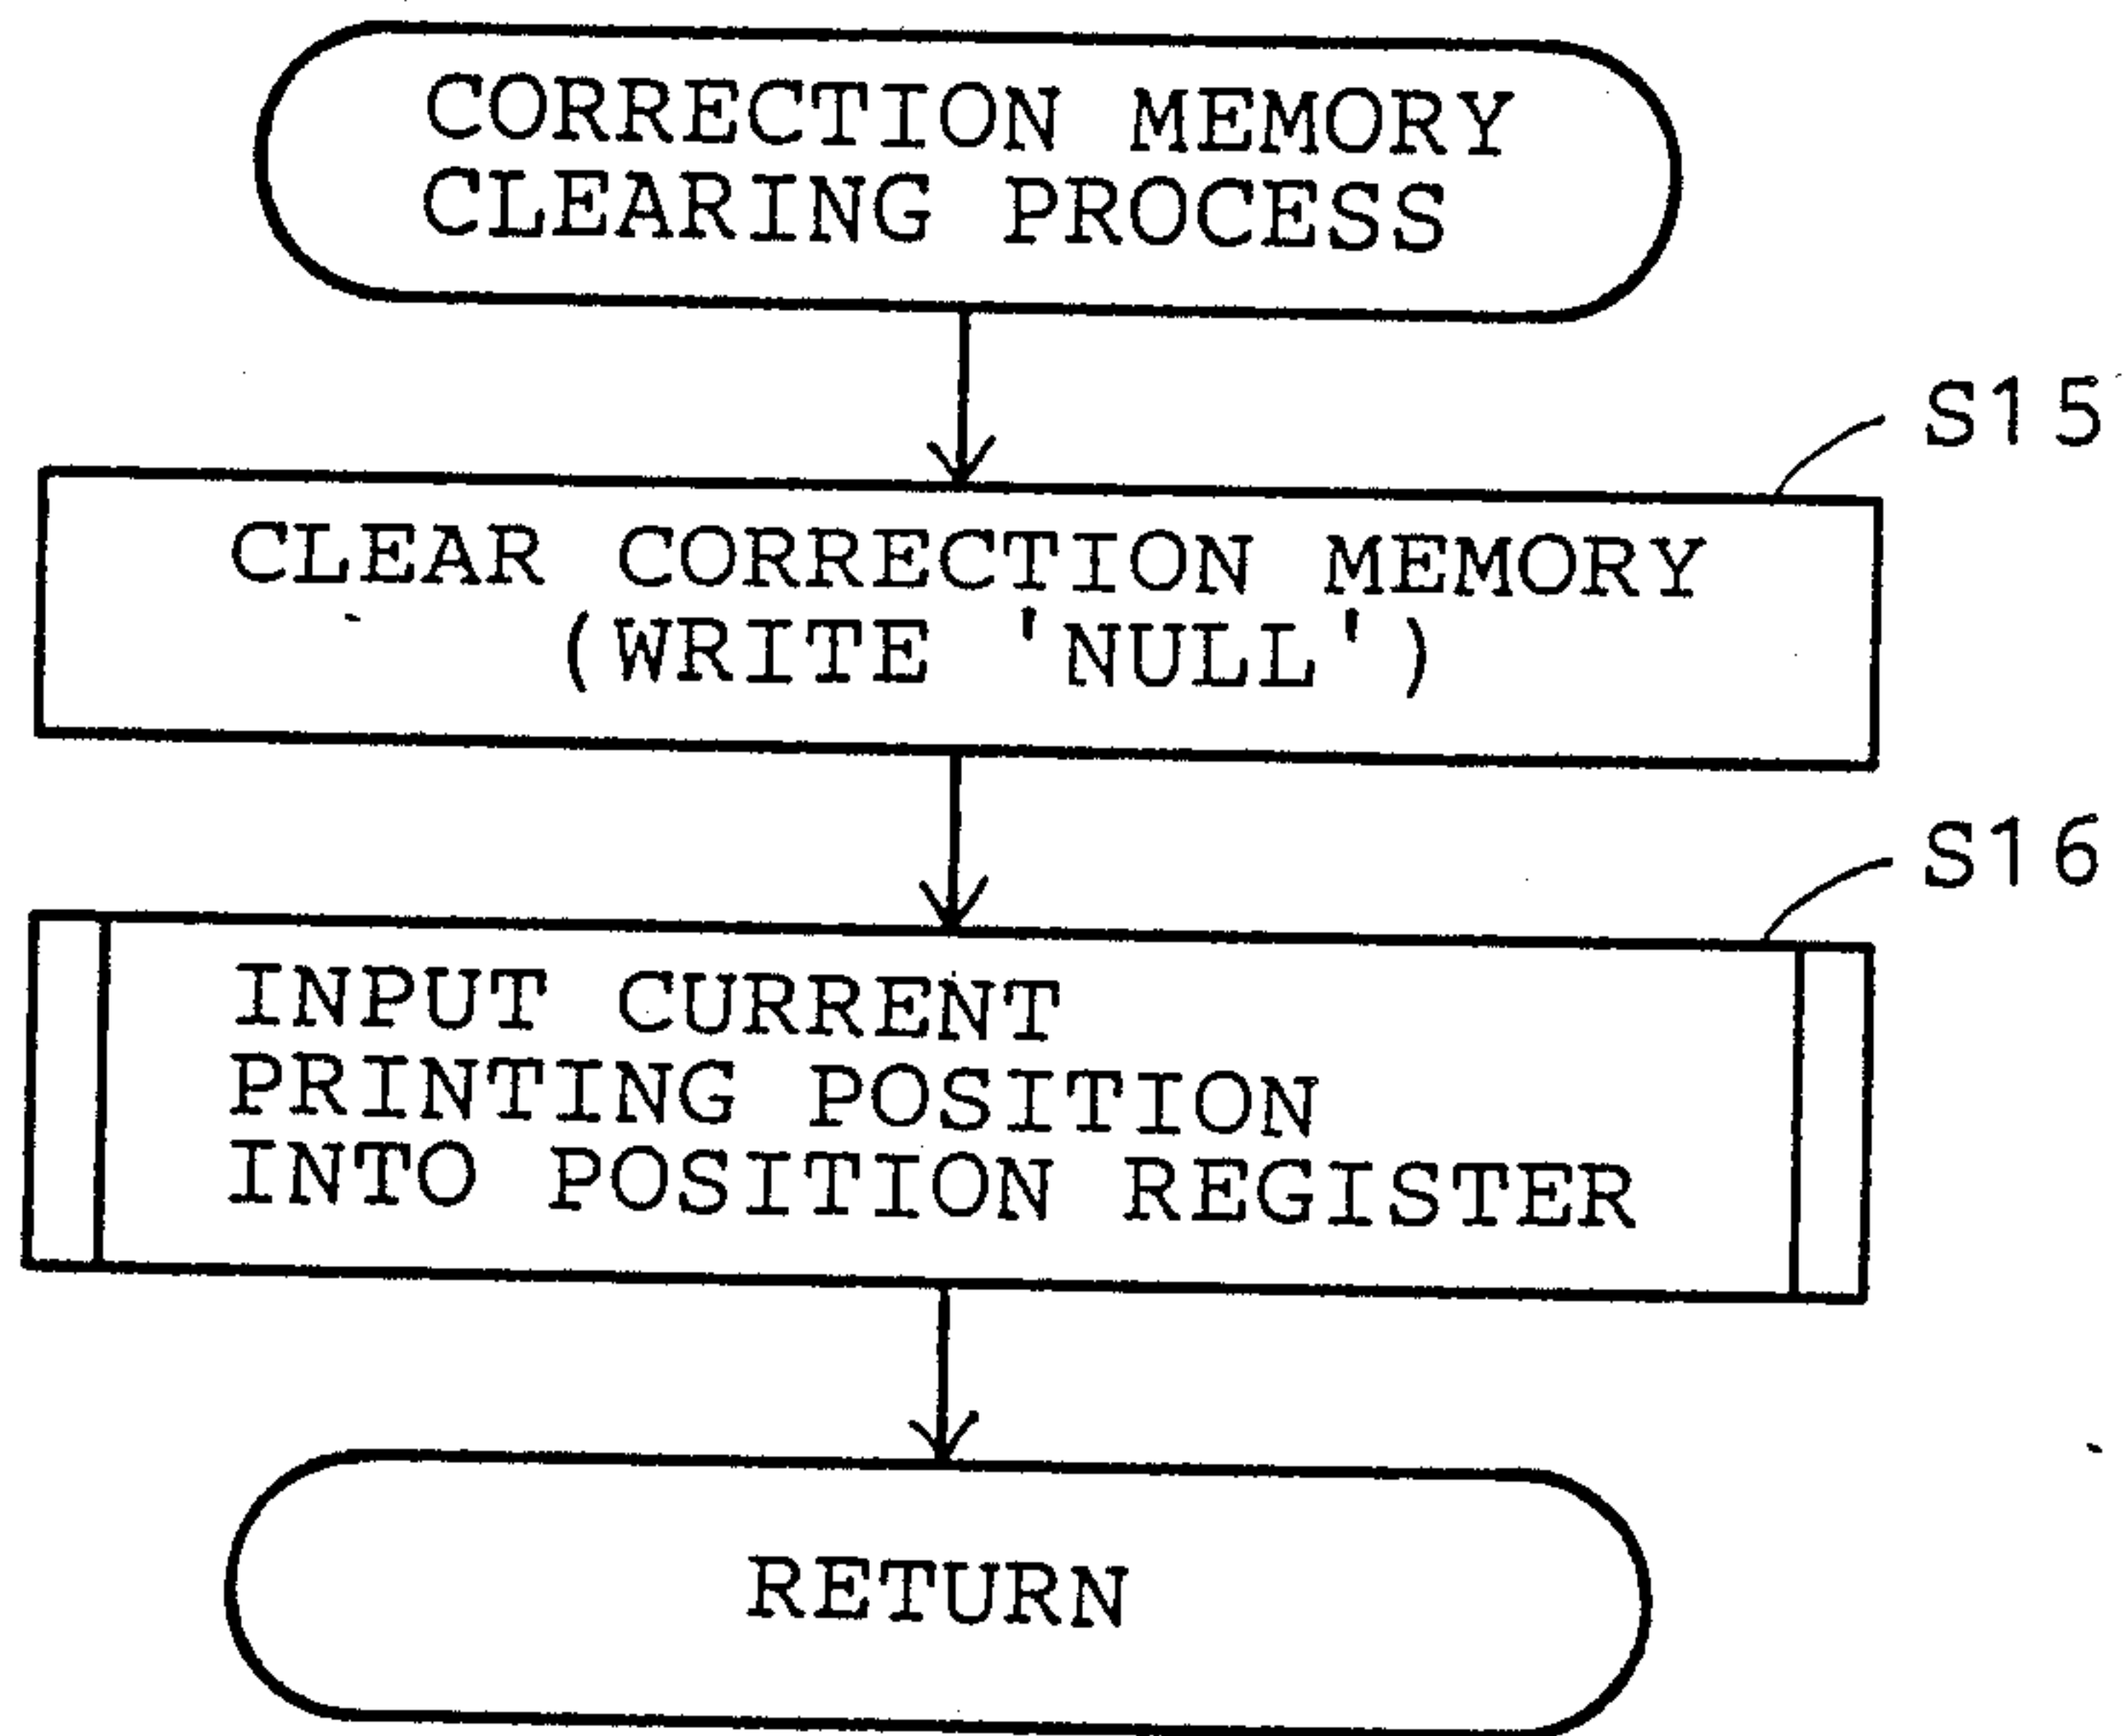 CORRECTION MEMORY
CLEARING PROCESS
S15
CLEAR CORRECTION MEMORY
(WRITE 'NULL')
S16
INPUT CURRENT
PRINTING POSITION
INTO POSITION REGISTER
RETURN